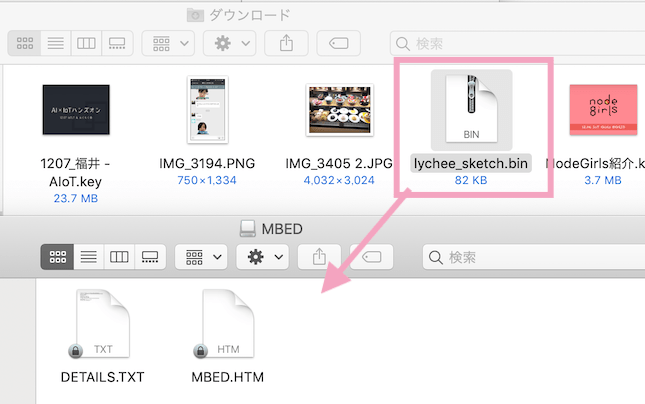 ダウンロード
検索
AI×IoTハンズオン
node
girls
BIN
1207_福井 –
AIoT.key
23.7 MB
IMG_3194.PNG
750×1,334
IMG_3405 2.JPG
4,032×3,024
lychee_sketch.bin
82 KB
NodeGirls紹介.k
3.7 MB
MBED
検索
TXT
HTM
DETAILS.TXT
MBED.HTM